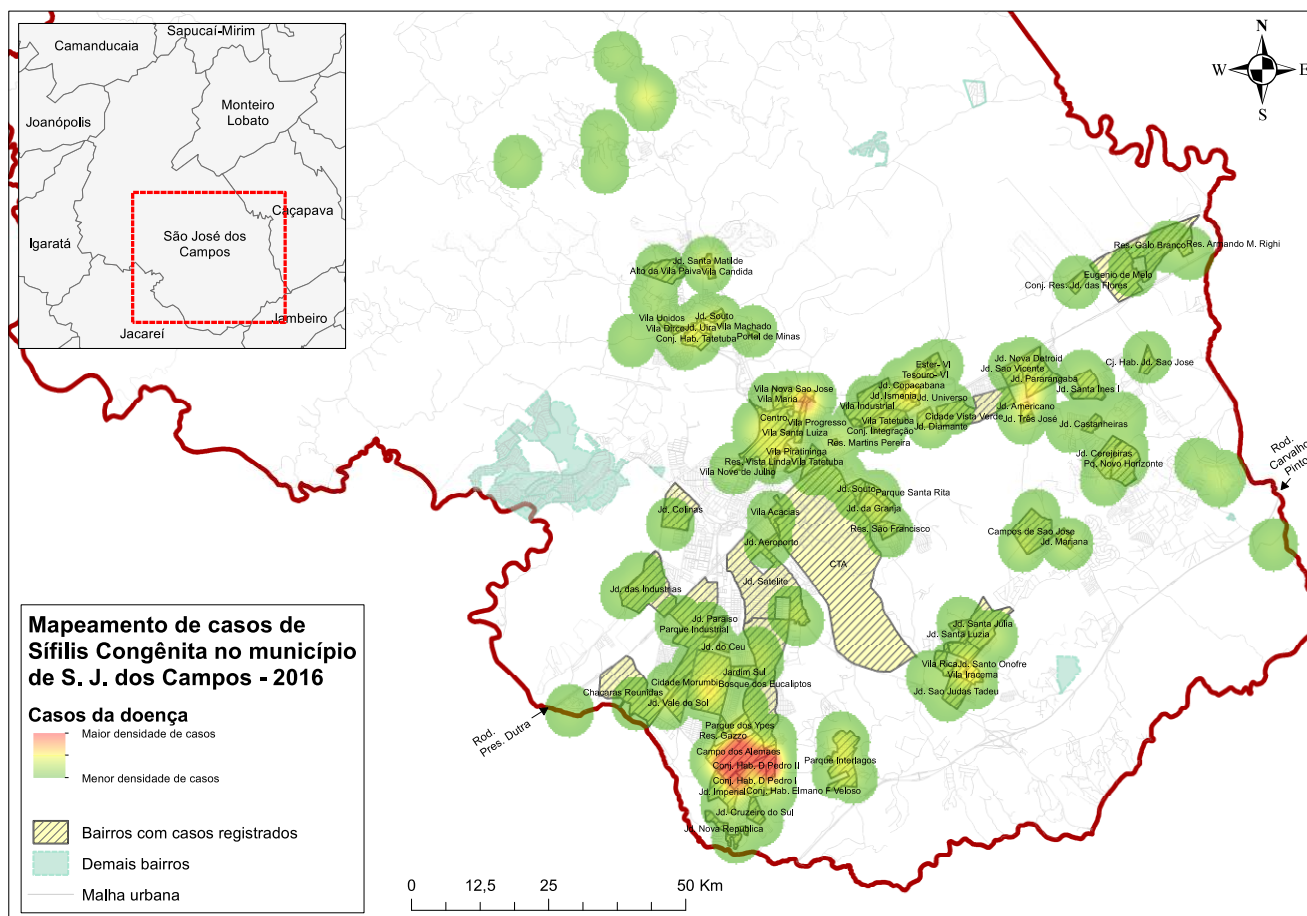 Sapucaí-Mirim
Camanducaia
Monteiro
Lobato
Joanópolis
Caçapava
São José dos
Campos
Igaratá
Jambeiro
Jacareí
N
W
E
S
Res. Galo Branco
Res. Armando M. Righi
Eugenio de Melo
Conj. Res. Jd. das Flores
Jd. Santa Matilde
Alto da Vila Paiva
Vila Candida
Vila Unidos
Jd. Souto
Vila Dirce
Jd. Uira
Vila Machado
Conj. Hab. Tatetuba
Portal de Minas
Ester- VI
Tesouro- VI
Jd. Copacabana
Jd. Ismenia
Jd. Universo
Vila Industrial
Vila Tatetuba
Cidade Vista Verde
Conj. Integração
Jd. Diamante
Res. Martins Pereira
Jd. Nova Detroid
Jd. Sao Vicente
Jd. Pararangaba
Jd. Americano
Jd. Três José
Cj. Hab. Jd. Sao Jose
Jd. Santa Ines I
Jd. Castanheiras
Jd. Cerejeiras
Pq. Novo Horizonte
Rod.
Carvalho
Pinto
Vila Nova Sao Jose
Vila Maria
Centro
Vila Progresso
Vila Santa Luiza
Vila Piratininga
Res. Vista Linda
Vila Tatetuba
Vila Nove de Julho
Jd. Souto
Parque Santa Rita
Jd. da Granja
Res. São Francisco
Vila Acacias
Jd. Colinas
Jd. Aeroporto
CTA
Campos de Sao Jose
Jd. Mariana
Jd. das Industrias
Jd. Satelite
Jd. Paraiso
Parque Industrial
Jd. do Ceu
Jd. Santa Júlia
Jd. Santa Luzia
Vila Rica
Jd. Santo Onofre
Vila Iracema
Jd. Sao Judas Tadeu
Jardim Sul
Cidade Morumbi
Bosque dos Eucaliptos
Chacaras Reunidas
Jd. Vale do Sol
Rod.
Pres. Dutra
Parque dos Ypes
Res. Gazzo
Campo dos Alemaes
Conj. Hab. D Pedro II
Conj. Hab. D Pedro I
Jd. Imperial
Conj. Hab. Elmano F Veloso
Parque Interlagos
Jd. Cruzeiro do Sul
Jd. Nova República
Mapeamento de casos de
Sífilis Congênita no município
de S. J. dos Campos - 2016
Casos da doença
Maior densidade de casos
Menor densidade de casos
Bairros com casos registrados
Demais bairros
Malha urbana
0 12,5 25 50 Km